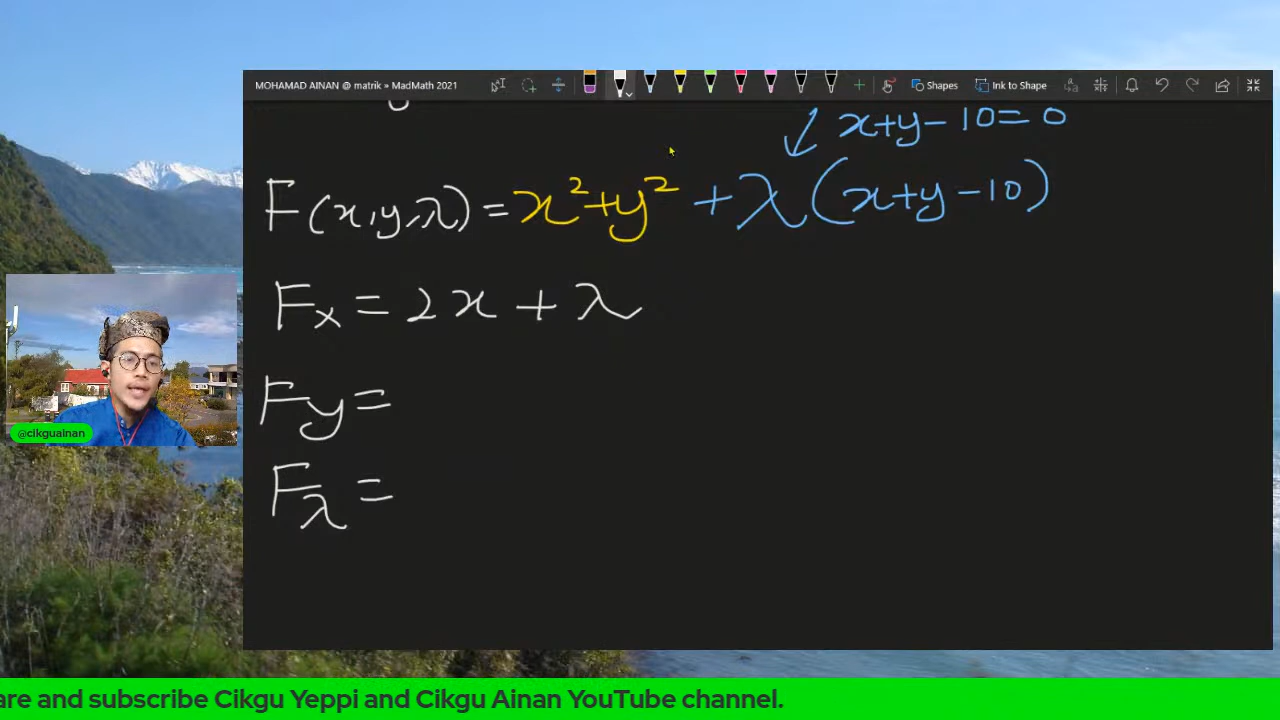 MOHAMAD AINAN @ matrik » MadMath 2021
Shapes
Ink to Shape
x+y-10=0
F(x,y,λ)=x²+y²+λ(x+y-10)
Fx=2x+λ
Fy=
Fλ=
@cikguainan
are and subscribe Cikgu Yeppi and Cikgu Ainan YouTube channel.